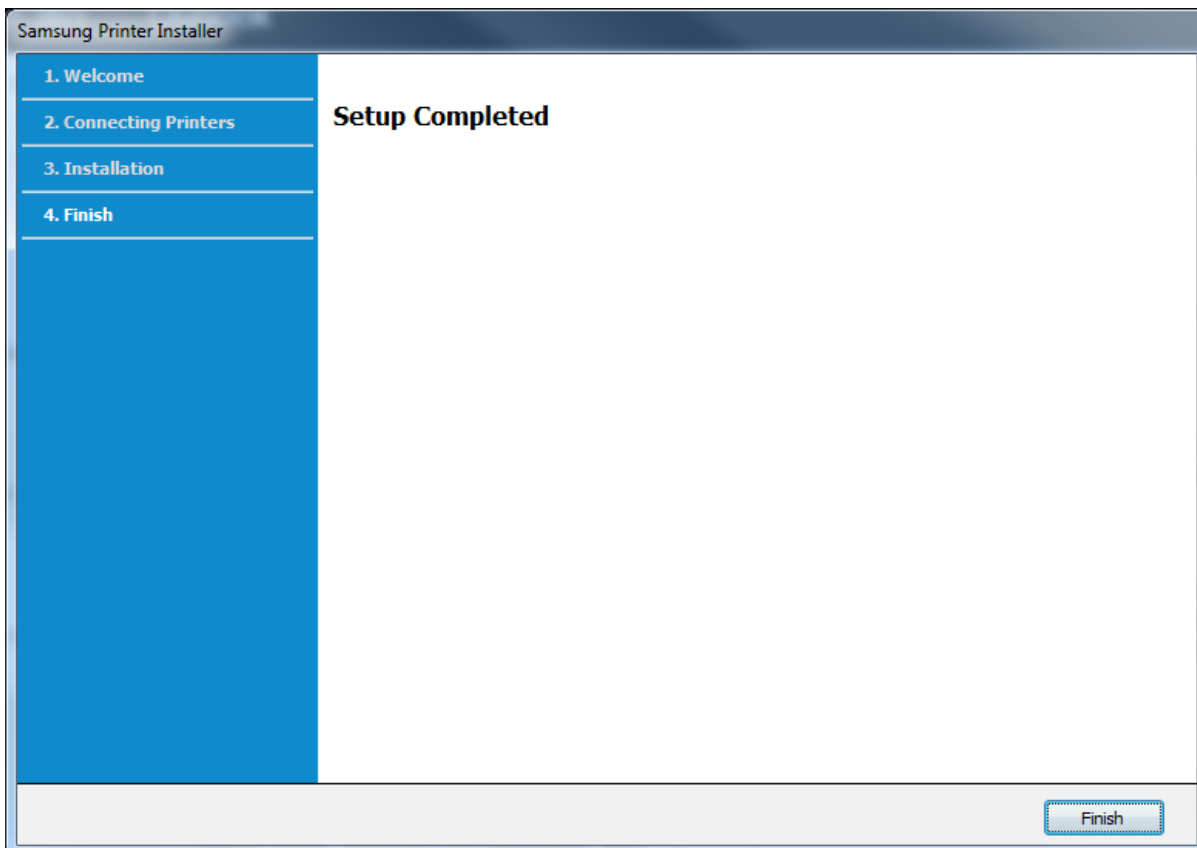 Samsung Printer Installer
1. Welcome
2. Connecting Printers
3. Installation
4. Finish
Setup Completed
Finish